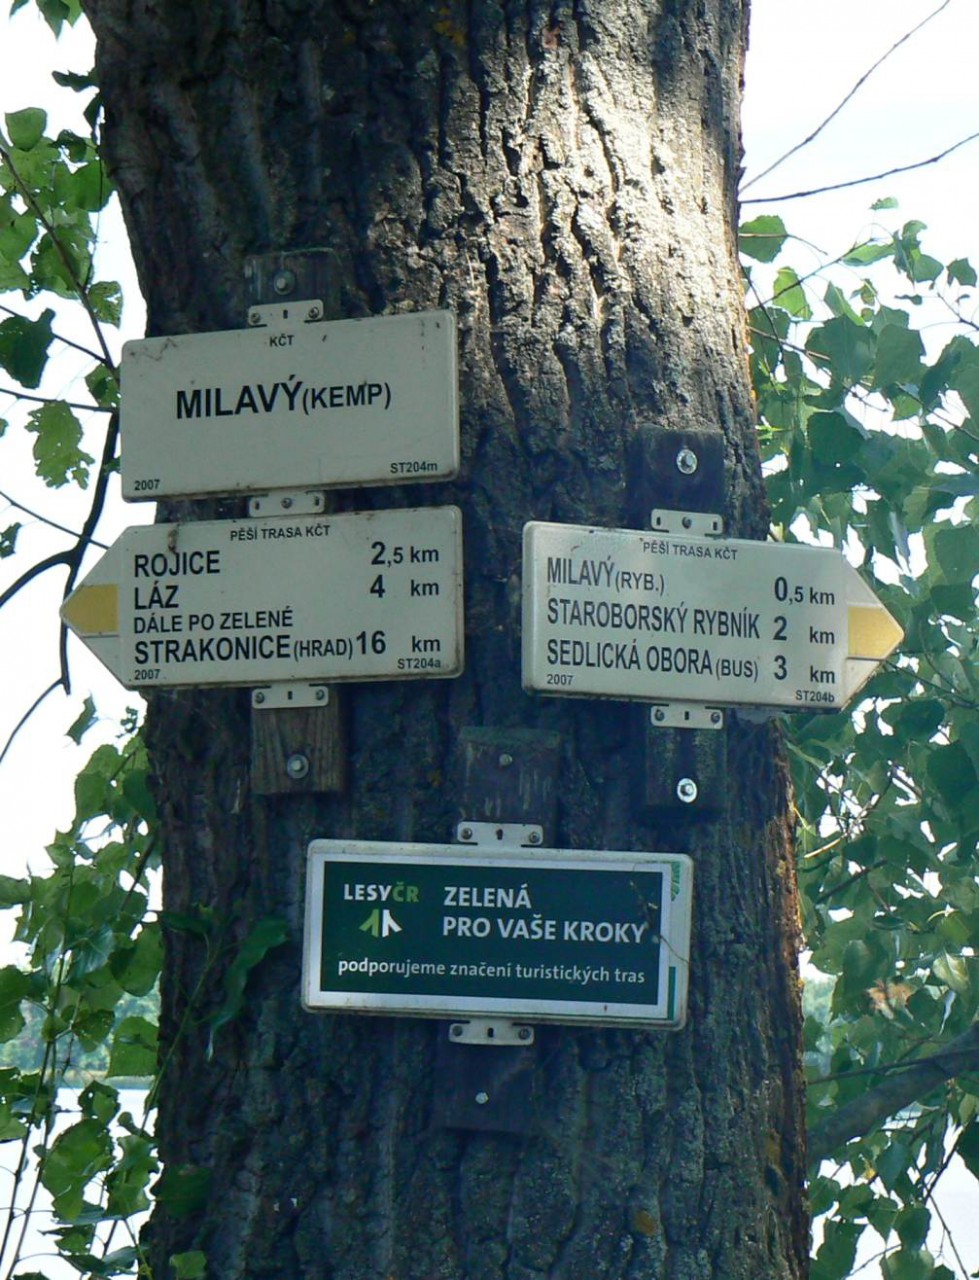 KČT
MILAVÝ(KEMP)
ST204m
2007
PĚŠÍ TRASA KČT
ROJICE 2,5 km
LÁZ 4 km
DÁLE PO ZELENÉ
STRAKONICE(HRAD)16 km
2007 ST204a
PĚŠÍ TRASA KČT
MILAVÝ(RYB.) 0,5 km
STAROBORSKÝ RYBNÍK 2 km
SEDLICKÁ OBORA(BUS) 3 km
2007 ST204b
LESYČR
ZELENÁ
PRO VAŠE KROKY
podporujeme značení turistických tras